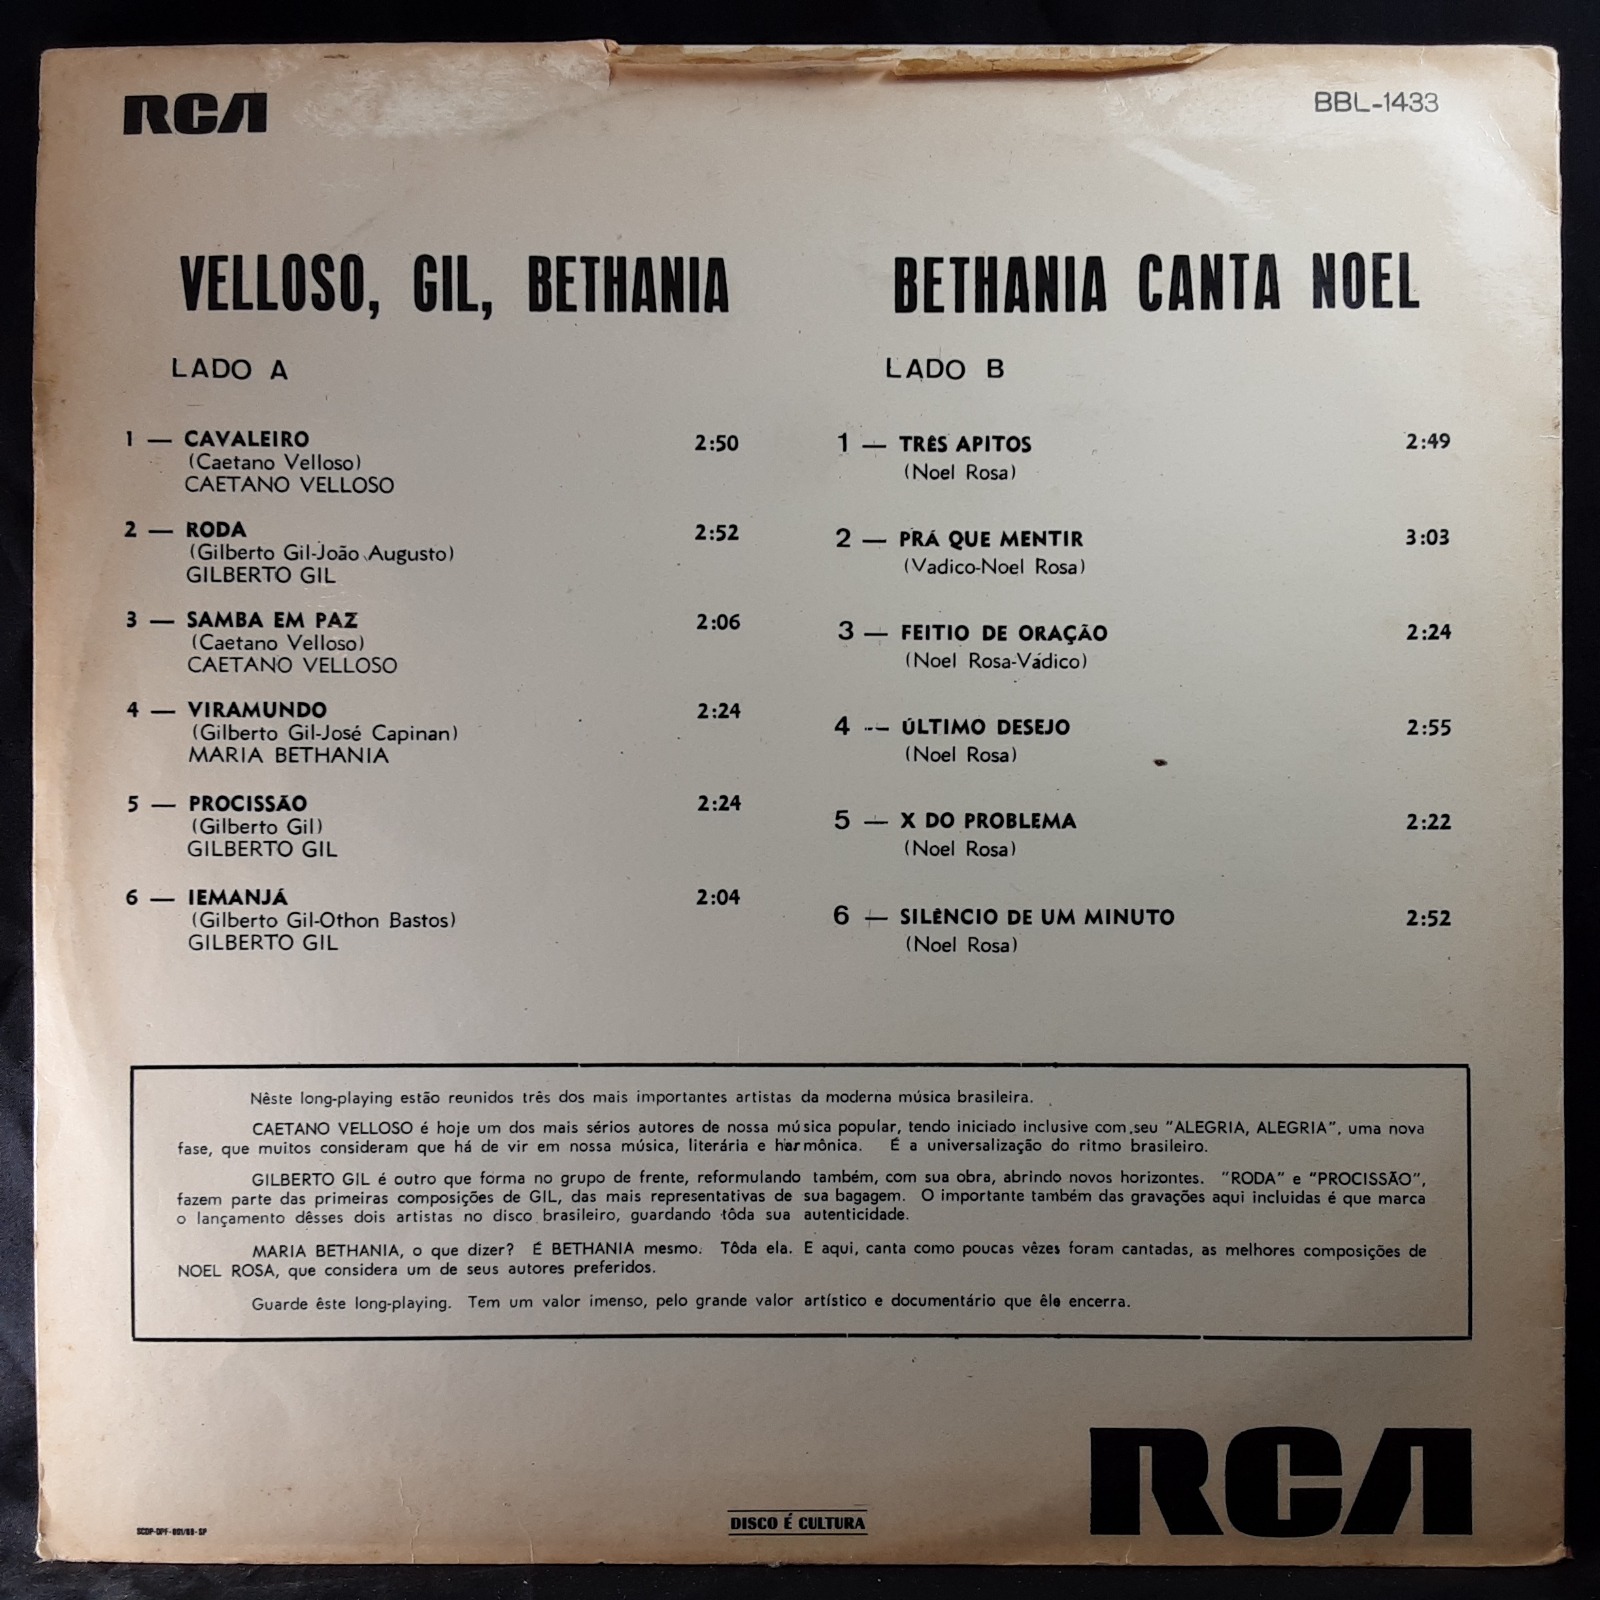 RCA
BBL-1433
VELLOSO, GIL, BETHANIA
LADO A
1 — CAVALEIRO 2:50
(Caetano Velloso)
CAETANO VELLOSO
2 — RODA 2:52
(Gilberto Gil-João Augusto)
GILBERTO GIL
3 — SAMBA EM PAZ 2:06
(Caetano Velloso)
CAETANO VELLOSO
4 — VIRAMUNDO 2:24
(Gilberto Gil-José Capinan)
MARIA BETHANIA
5 — PROCISSÃO 2:24
(Gilberto Gil)
GILBERTO GIL
6 — IEMANJÁ 2:04
(Gilberto Gil-Othon Bastos)
GILBERTO GIL
BETHANIA CANTA NOEL
LADO B
1 — TRÊS APITOS 2:49
(Noel Rosa)
2 — PRÁ QUE MENTIR 3:03
(Vadico-Noel Rosa)
3 — FEITIO DE ORAÇÃO 2:24
(Noel Rosa-Vádico)
4 — ÚLTIMO DESEJO 2:55
(Noel Rosa)
5 — X DO PROBLEMA 2:22
(Noel Rosa)
6 — SILÊNCIO DE UM MINUTO 2:52
(Noel Rosa)
Nêste long-playing estão reunidos três dos mais importantes artistas da moderna música brasileira.
CAETANO VELLOSO é hoje um dos mais sérios autores de nossa música popular, tendo iniciado inclusive com seu "ALEGRIA, ALEGRIA", uma nova
fase, que muitos consideram que há de vir em nossa música, literária e harmônica. É a universalização do ritmo brasileiro.
GILBERTO GIL é outro que forma no grupo de frente, reformulando também, com sua obra, abrindo novos horizontes. "RODA" e "PROCISSÃO",
fazem parte das primeiras composições de GIL, das mais representativas de sua bagagem. O importante também das gravações aqui incluidas é que marca
o lançamento dêsses dois artistas no disco brasileiro, guardando tôda sua autenticidade.
MARIA BETHANIA, o que dizer? É BETHANIA mesmo. Tôda ela. E aqui, canta como poucas vêzes foram cantadas, as melhores composições de
NOEL ROSA, que considera um de seus autores preferidos.
Guarde êste long-playing. Tem um valor imenso, pelo grande valor artístico e documentário que êle encerra.
RCA
DISCO É CULTURA
SCDP-DPF-001/69-SP